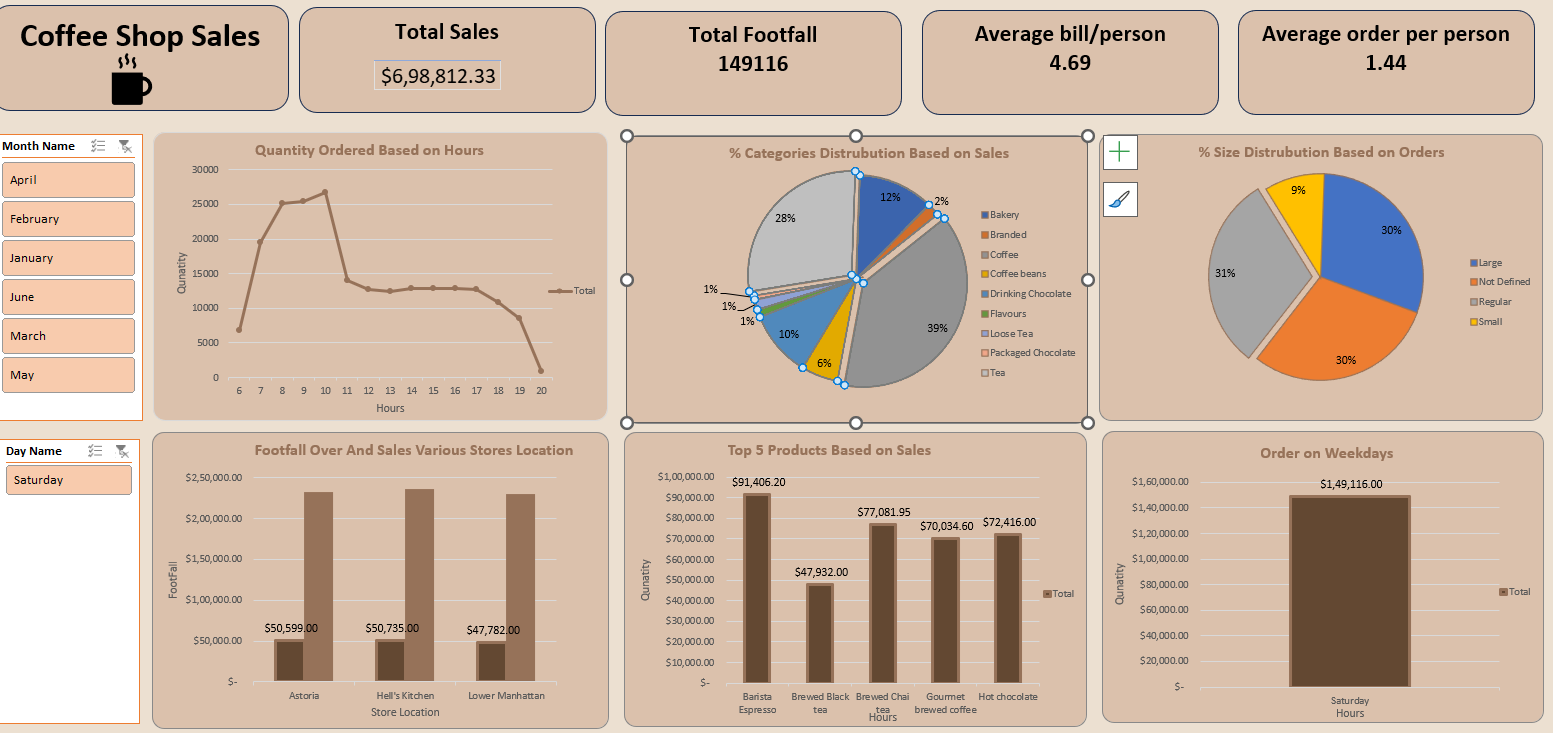 Coffee Shop Sales
Total Sales
$6,98,812.33
Total Footfall
149116
Average bill/person
4.69
Average order per person
1.44
Month Name
April
February
January
June
March
May
Quantity Ordered Based on Hours
Qunatity
30000
25000
20000
15000
10000
5000
0
6 7 8 9 10 11 12 13 14 15 16 17 18 19 20
Hours
Total
% Categories Distrubution Based on Sales
12%
2%
39%
6%
10%
1%
1%
1%
28%
Bakery
Branded
Coffee
Coffee beans
Drinking Chocolate
Flavours
Loose Tea
Packaged Chocolate
Tea
% Size Distrubution Based on Orders
9%
30%
31%
30%
Large
Not Defined
Regular
Small
Day Name
Saturday
Footfall Over And Sales Various Stores Location
FootFall
$2,50,000.00
$2,00,000.00
$1,50,000.00
$1,00,000.00
$50,000.00
$-
$50,599.00
$50,735.00
$47,782.00
Astoria
Hell's Kitchen
Lower Manhattan
Store Location
Top 5 Products Based on Sales
Qunatity
$1,00,000.00
$90,000.00
$80,000.00
$70,000.00
$60,000.00
$50,000.00
$40,000.00
$30,000.00
$20,000.00
$10,000.00
$-
$91,406.20
$47,932.00
$77,081.95
$70,034.60
$72,416.00
Barista
Espresso
Brewed Black
tea
Brewed Chai
tea
Gourmet
brewed coffee
Hot chocolate
Hours
Total
Order on Weekdays
Qunatity
$1,60,000.00
$1,40,000.00
$1,20,000.00
$1,00,000.00
$80,000.00
$60,000.00
$40,000.00
$20,000.00
$-
$1,49,116.00
Saturday
Hours
Total